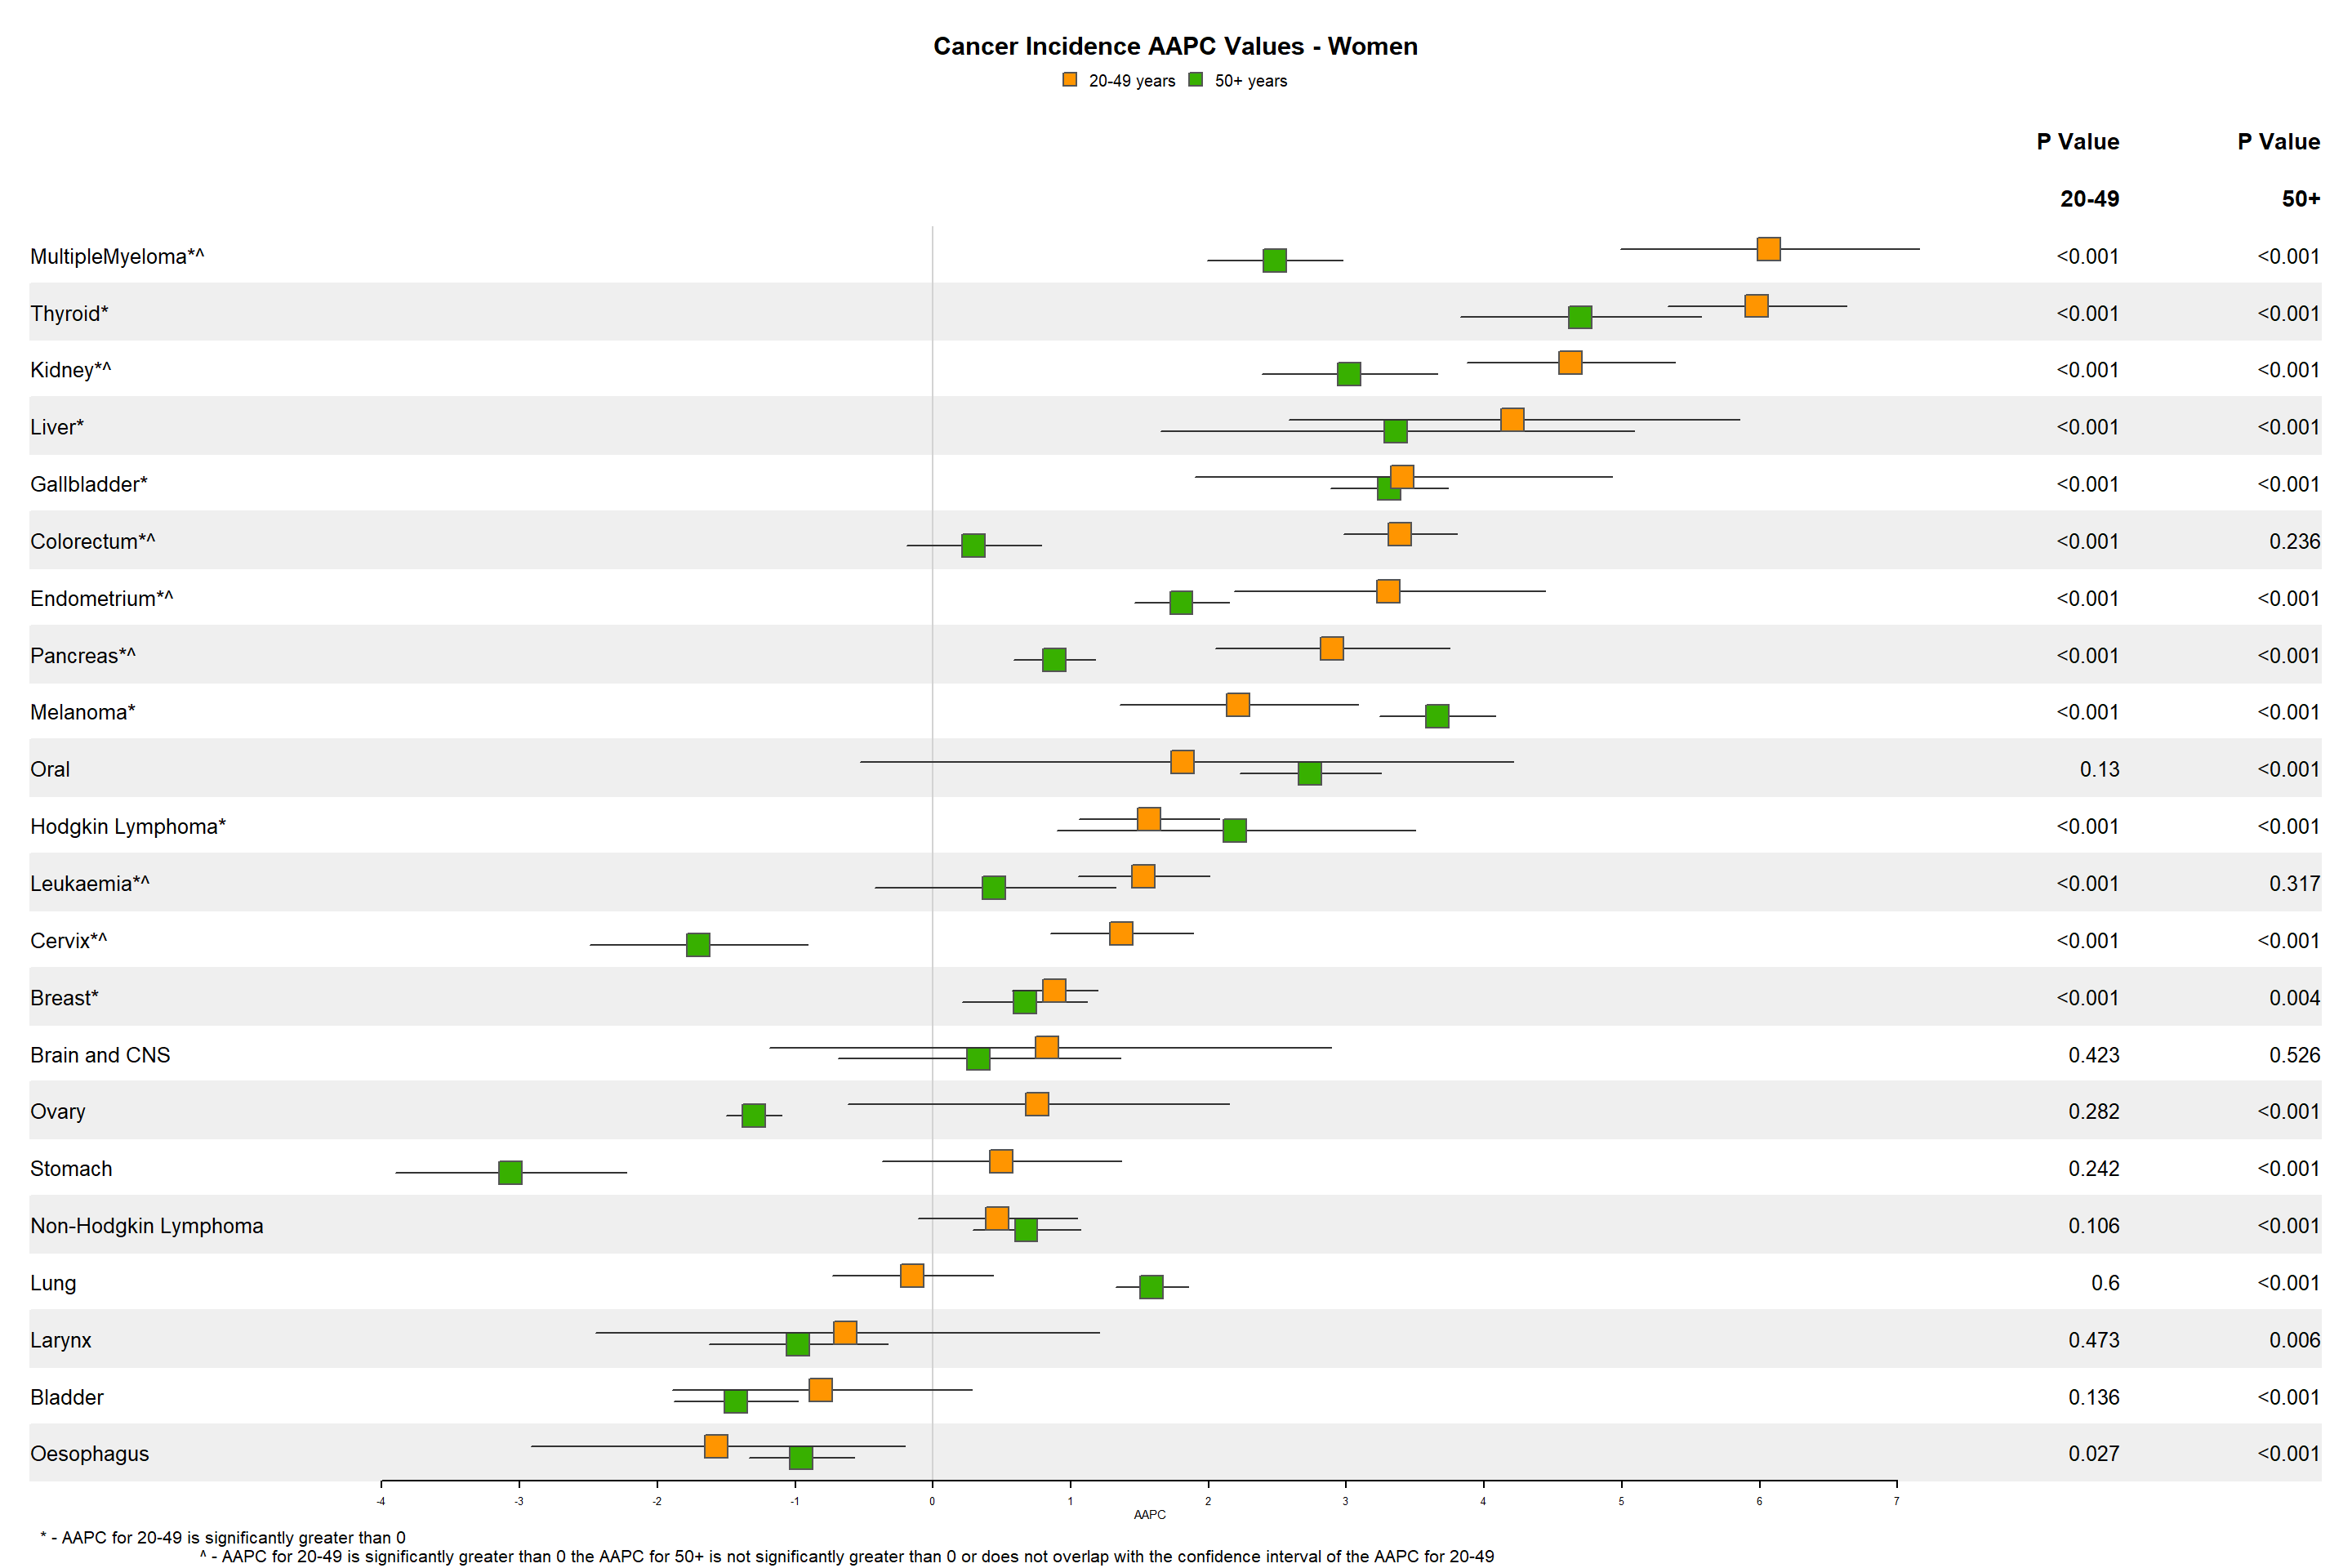 Cancer Incidence AAPC Values - Women
20-49 years 50+ years
P Value P Value
20-49 50+
MultipleMyeloma*^ <0.001 <0.001
Thyroid* <0.001 <0.001
Kidney*^ <0.001 <0.001
Liver* <0.001 <0.001
Gallbladder* <0.001 <0.001
Colorectum*^ <0.001 0.236
Endometrium*^ <0.001 <0.001
Pancreas*^ <0.001 <0.001
Melanoma* <0.001 <0.001
Oral 0.13 <0.001
Hodgkin Lymphoma* <0.001 <0.001
Leukaemia*^ <0.001 0.317
Cervix*^ <0.001 <0.001
Breast* <0.001 0.004
Brain and CNS 0.423 0.526
Ovary 0.282 <0.001
Stomach 0.242 <0.001
Non-Hodgkin Lymphoma 0.106 <0.001
Lung 0.6 <0.001
Larynx 0.473 0.006
Bladder 0.136 <0.001
Oesophagus 0.027 <0.001
-4 -3 -2 -1 0 1 2 3 4 5 6 7
AAPC
* - AAPC for 20-49 is significantly greater than 0
^ - AAPC for 20-49 is significantly greater than 0 the AAPC for 50+ is not significantly greater than 0 or does not overlap with the confidence interval of the AAPC for 20-49